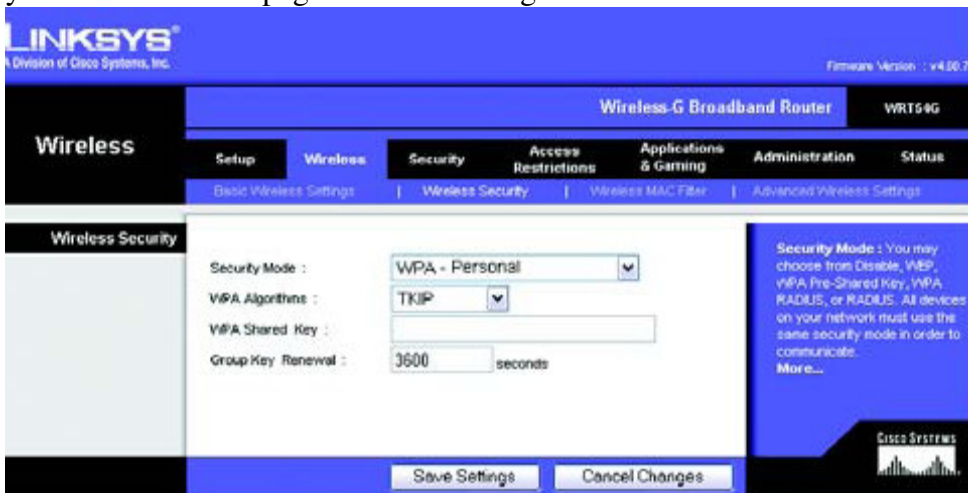 LINKSYS®
A Division of Cisco Systems, Inc.
Firmware Version : v4.00.7
Wireless-G Broadband Router WRT54G
Wireless
Setup Wireless Security Access Restrictions Applications & Gaming Administration Status
Basic Wireless Settings | Wireless Security | Wireless MAC Filter | Advanced Wireless Settings
Wireless Security
Security Mode : WPA - Personal
WPA Algorithms : TKIP
WPA Shared Key :
Group Key Renewal : 3600 seconds
Security Mode : You may
choose from Disable, WEP,
WPA Pre-Shared Key, WPA
RADIUS, or RADIUS. All devices
on your network must use the
same security mode in order to
communicate.
More...
CISCO SYSTEMS
Save Settings Cancel Changes